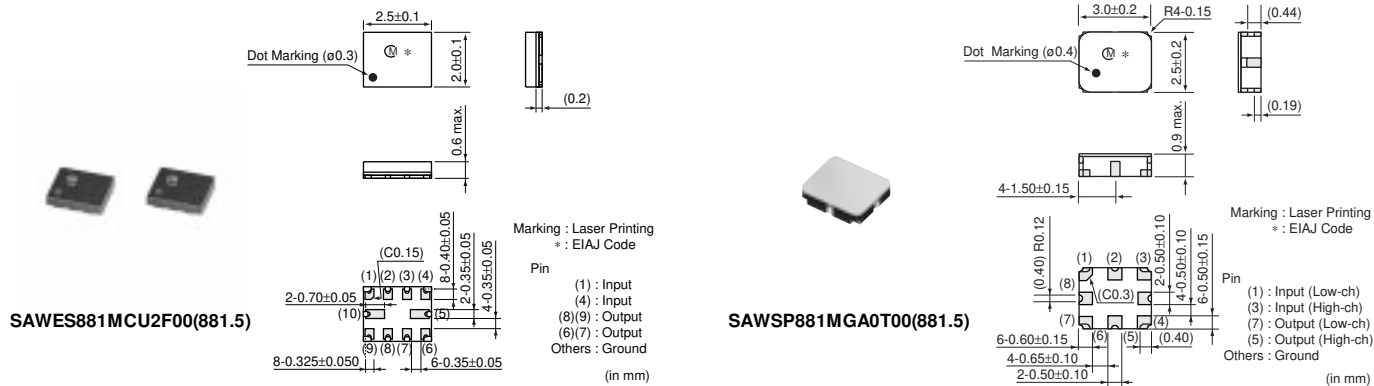 2.5±0.1
Dot Marking (ø0.3)
M *
2.0±0.1
(0.2)
0.6 max.
Marking : Laser Printing
* : EIAJ Code
(C0.15)
(1) (2) (3) (4)
8-0.40±0.05
2-0.35±0.05
4-0.35±0.05
2-0.70±0.05
(10)
(5)
(9) (8) (7) (6)
8-0.325±0.050
6-0.35±0.05
Pin
(1) : Input
(4) : Input
(8)(9) : Output
(6)(7) : Output
Others : Ground
(in mm)
SAWES881MCU2F00(881.5)
3.0±0.2
R4-0.15
(0.44)
Dot Marking (ø0.4)
M *
2.5±0.2
(0.19)
0.9 max.
4-1.50±0.15
Marking : Laser Printing
* : EIAJ Code
(0.40) R0.12
(1) (2) (3)
2-0.50±0.10
4-0.50±0.10
6-0.50±0.15
(8)
(C0.3)
(7)
(4)
(6) (5)
(0.40)
6-0.60±0.15
4-0.65±0.10
2-0.50±0.10
Pin
(1) : Input (Low-ch)
(3) : Input (High-ch)
(7) : Output (Low-ch)
(5) : Output (High-ch)
Others : Ground
(in mm)
SAWSP881MGA0T00(881.5)